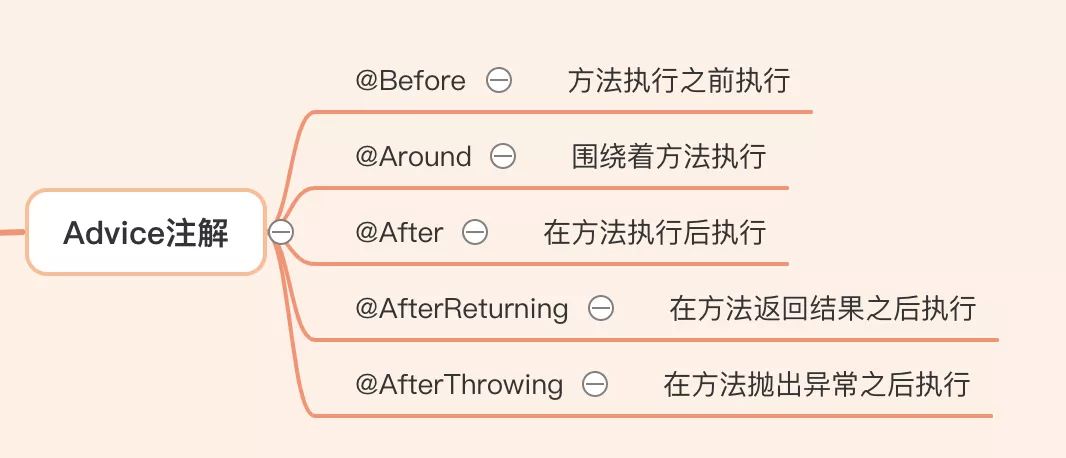 @Before 方法执行之前执行
@Around 围绕着方法执行
Advice注解
@After 在方法执行后执行
@AfterReturning 在方法返回结果之后执行
@AfterThrowing 在方法抛出异常之后执行